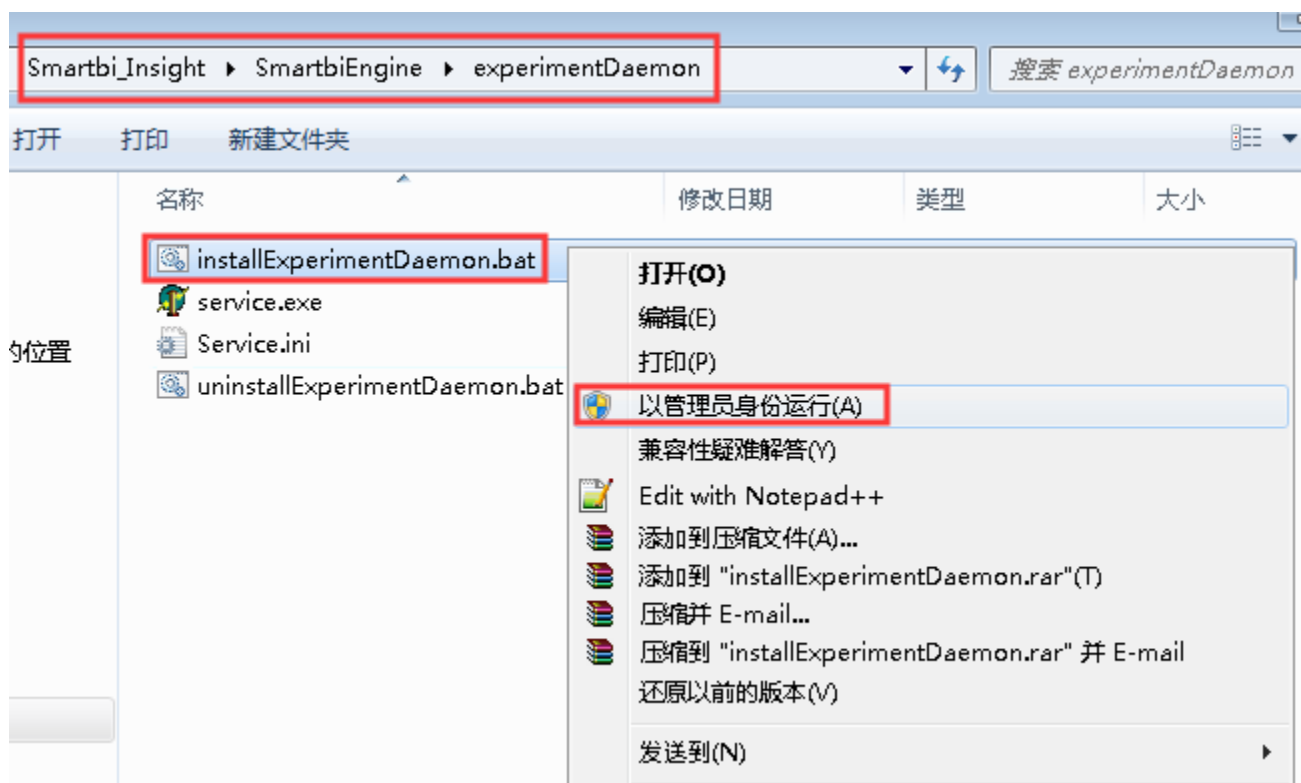 Smartbi_Insight ▸ SmartbiEngine ▸ experimentDaemon
搜索 experimentDaemon
打开 打印 新建文件夹
名称 修改日期 类型 大小
installExperimentDaemon.bat
service.exe
Service.ini
uninstallExperimentDaemon.bat
的位置
打开(O)
编辑(E)
打印(P)
以管理员身份运行(A)
兼容性疑难解答(Y)
Edit with Notepad++
添加到压缩文件(A)...
添加到 "installExperimentDaemon.rar"(T)
压缩并 E-mail...
压缩到 "installExperimentDaemon.rar" 并 E-mail
还原以前的版本(V)
发送到(N)